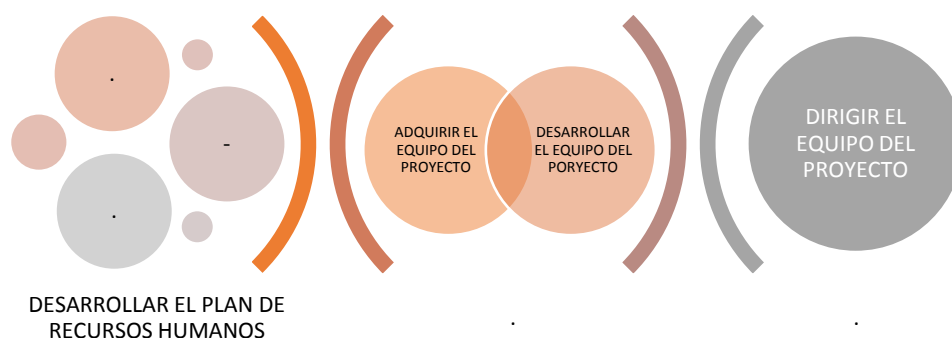 .
-
.
DESARROLLAR EL PLAN DE
RECURSOS HUMANOS
ADQUIRIR EL
EQUIPO DEL
PROYECTO
DESARROLLAR
EL EQUIPO DEL
PORYECTO
.
DIRIGIR EL
EQUIPO DEL
PROYECTO
.